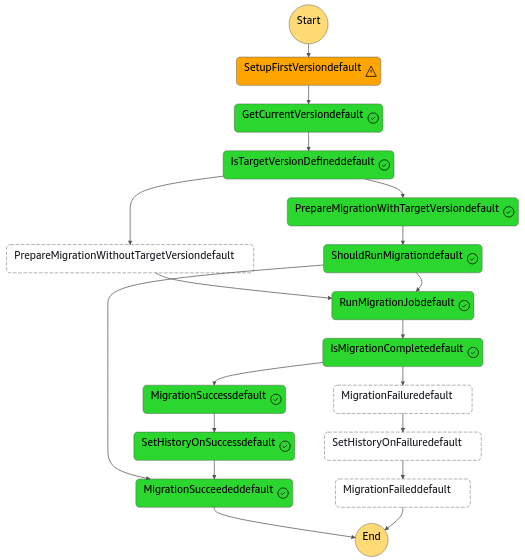 Start
SetupFirstVersiondefault
GetCurrentVersiondefault
IsTargetVersionDefineddefault
PrepareMigrationWithTargetVersiondefault
PrepareMigrationWithoutTargetVersiondefault
ShouldRunMigrationdefault
RunMigrationJobdefault
IsMigrationCompletedefault
MigrationSuccessdefault
MigrationFailuredefault
SetHistoryOnSuccessdefault
SetHistoryOnFailuredefault
MigrationSucceededdefault
MigrationFaileddefault
End